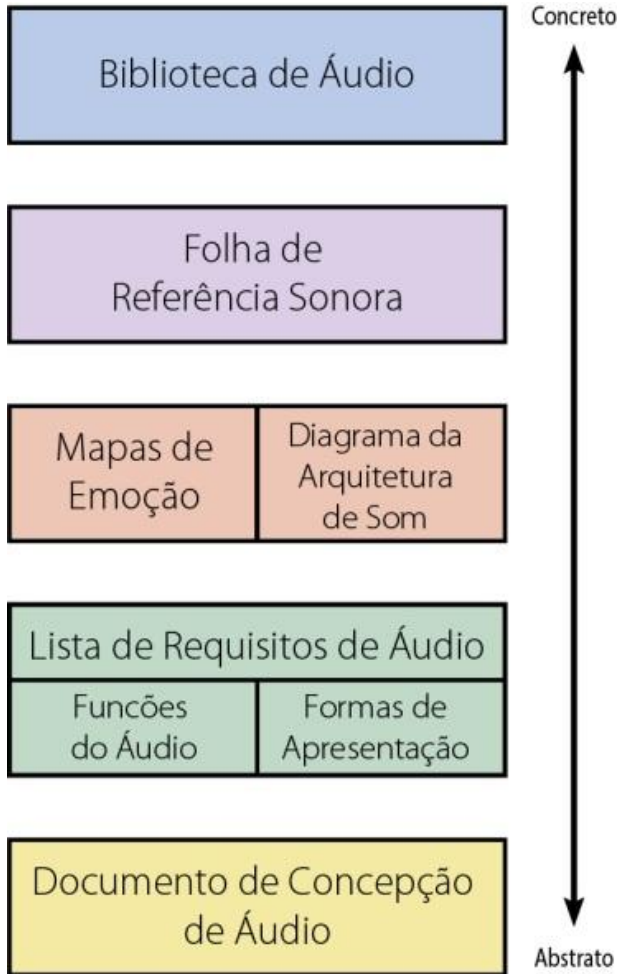 Concreto
Biblioteca de Áudio
Folha de
Referência Sonora
Mapas de
Emoção
Diagrama da
Arquitetura
de Som
Lista de Requisitos de Áudio
Funcões
do Áudio
Formas de
Apresentação
Documento de Concepção
de Áudio
Abstrato